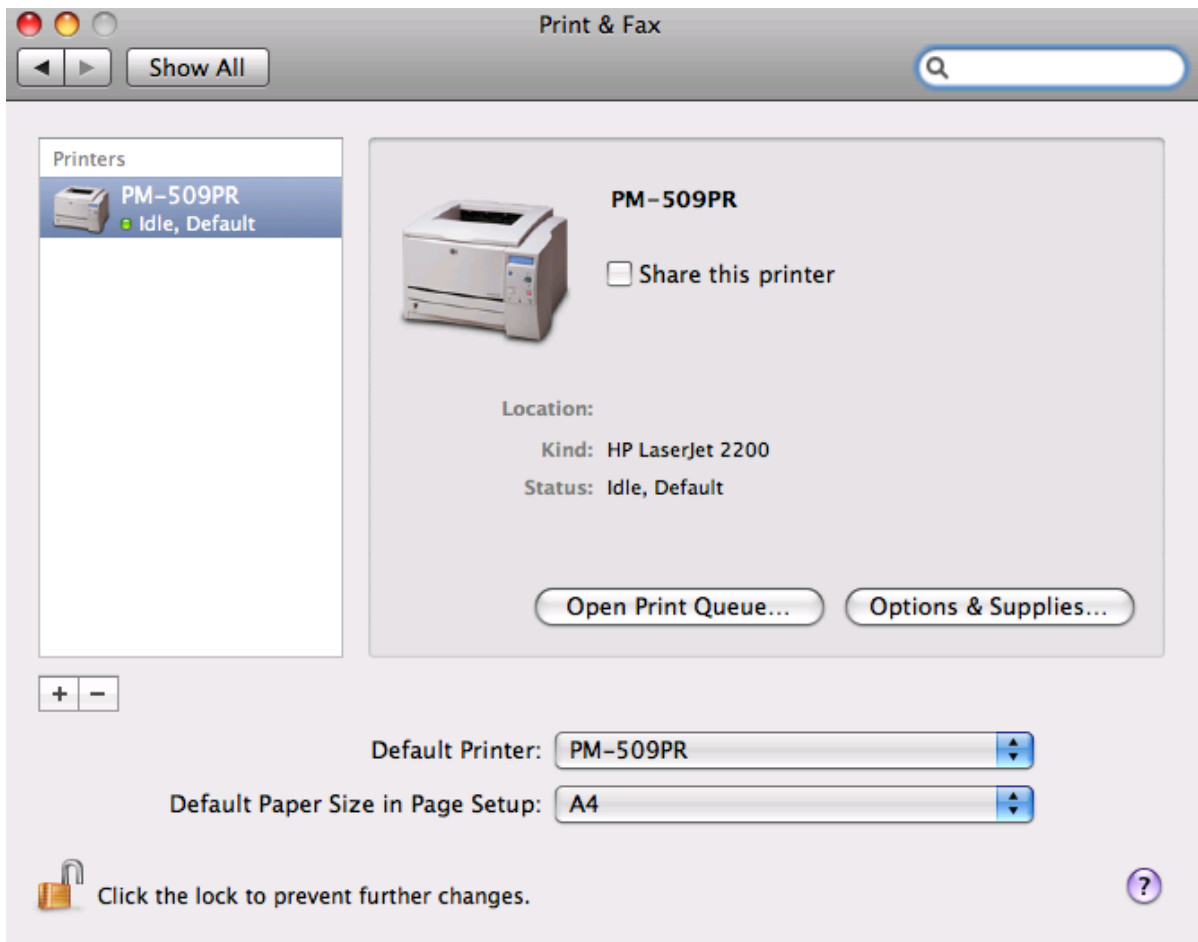 Print & Fax
Show All
Printers
PM-509PR
Idle, Default
PM-509PR
Share this printer
Location:
Kind: HP LaserJet 2200
Status: Idle, Default
Open Print Queue... Options & Supplies...
+ -
Default Printer: PM-509PR
Default Paper Size in Page Setup: A4
Click the lock to prevent further changes.
?